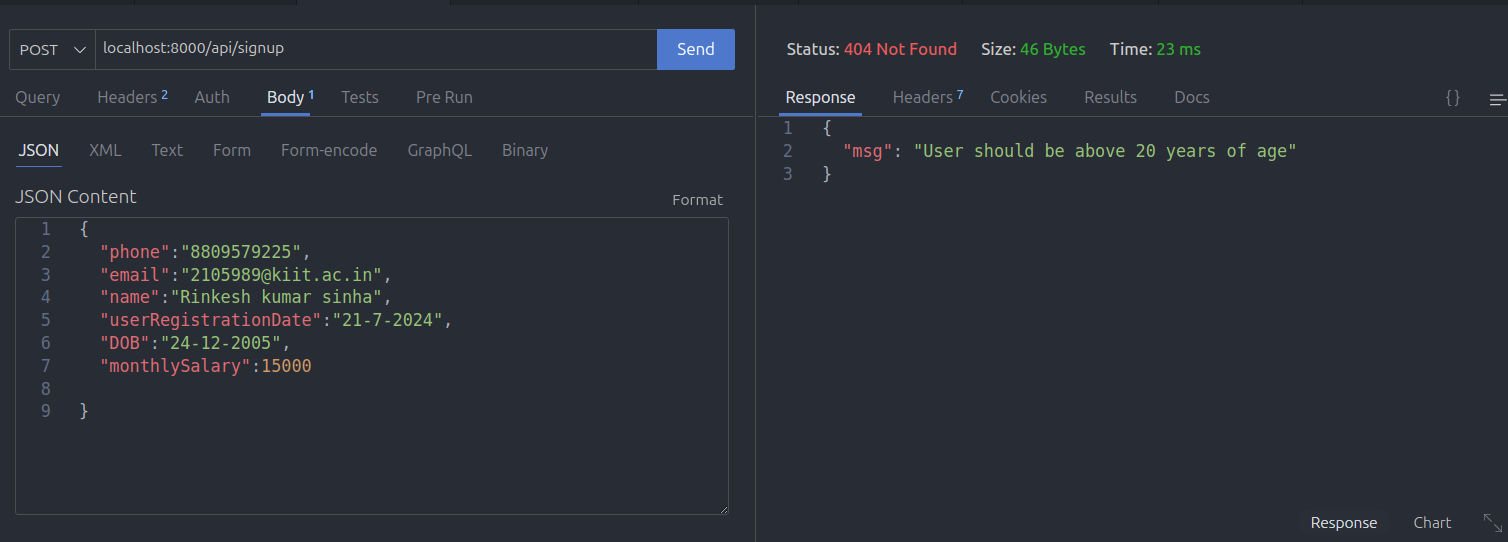 POST localhost:8000/api/signup Send
Query Headers 2 Auth Body 1 Tests Pre Run
JSON XML Text Form Form-encode GraphQL Binary
JSON Content Format
1 {
2 "phone":"8809579225",
3 "email":"2105989@kiit.ac.in",
4 "name":"Rinkesh kumar sinha",
5 "userRegistrationDate":"21-7-2024",
6 "DOB":"24-12-2005",
7 "monthlySalary":15000
8
9 }
Status: 404 Not Found Size: 46 Bytes Time: 23 ms
Response Headers 7 Cookies Results Docs {}
1 {
2 "msg": "User should be above 20 years of age"
3 }
Response Chart